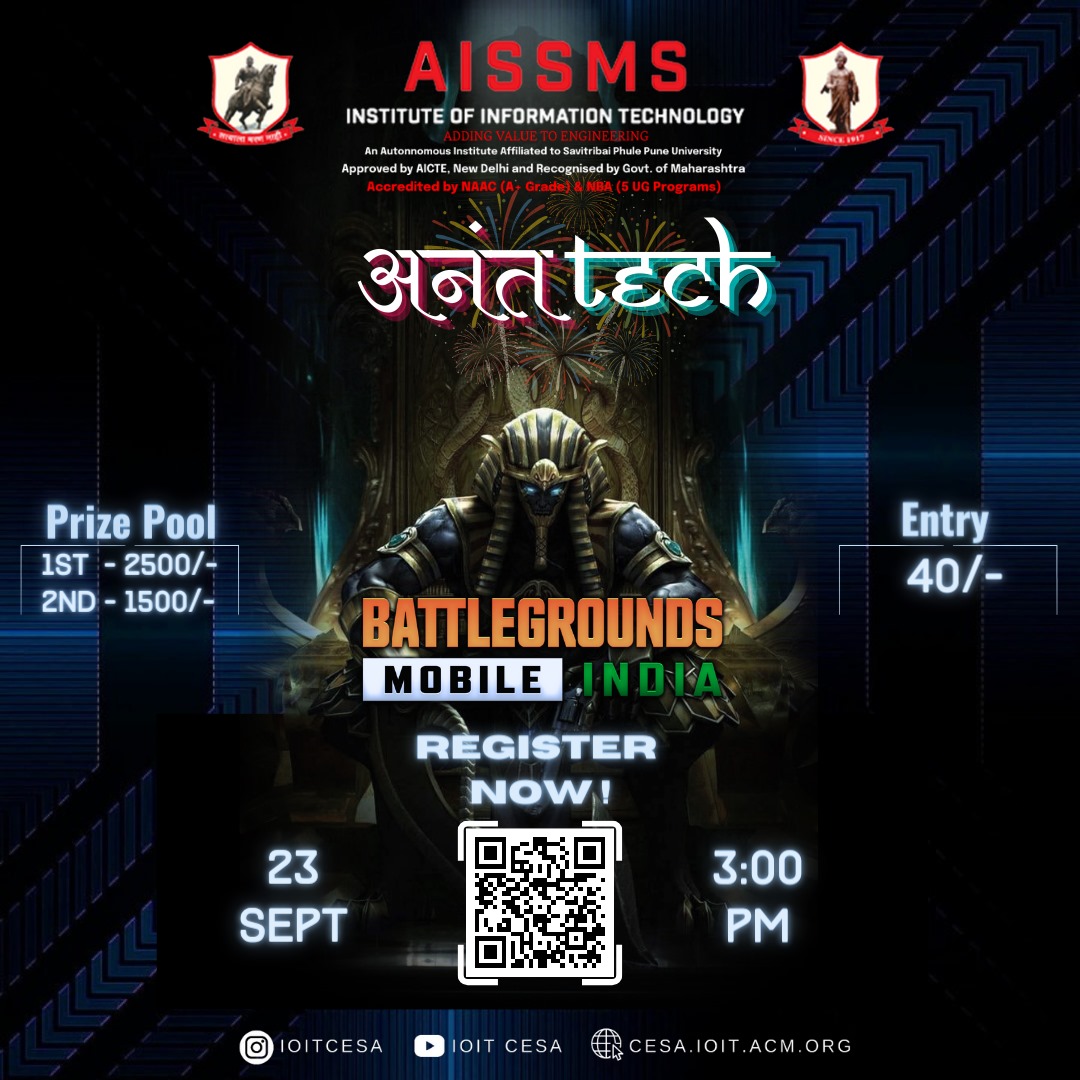 AISSMS
INSTITUTE OF INFORMATION TECHNOLOGY
ADDING VALUE TO ENGINEERING
An Autonnomous Institute Affiliated to Savitribai Phule Pune University
Approved by AICTE, New Delhi and Recognised by Govt. of Maharashtra
Accredited by NAAC (A+ Grade) & NBA (5 UG Programs)
SINCE 1917
अनंत tech
Prize Pool
1ST - 2500/-
2ND - 1500/-
Entry
40/-
BATTLEGROUNDS
MOBILE INDIA
REGISTER
NOW!
23
SEPT
3:00
PM
IOITCESA
IOIT CESA
CESA.IOIT.ACM.ORG